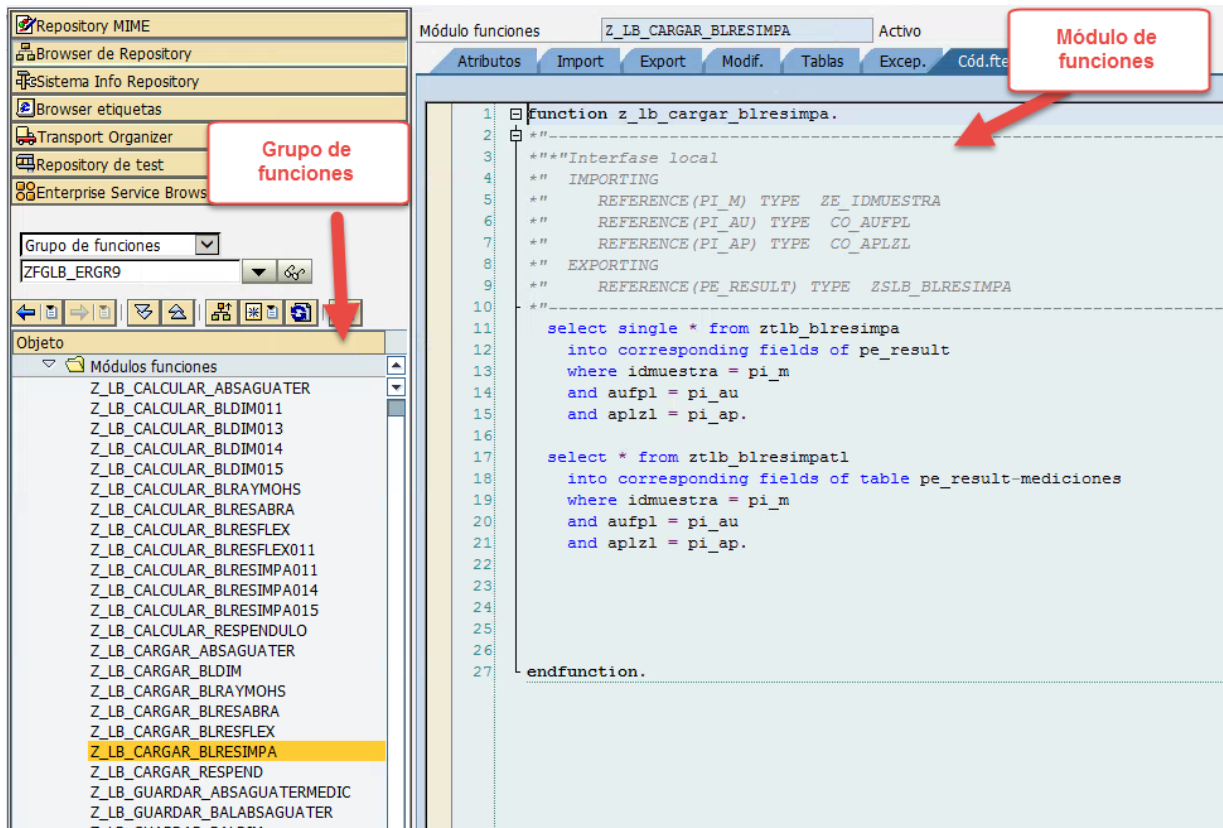 Repository MIME
Browser de Repository
Sistema Info Repository
Browser etiquetas
Transport Organizer
Repository de test
Enterprise Service Brows
Grupo de
funciones
Grupo de funciones
ZFGLB_ERGR9
Objeto
Módulos funciones
Z_LB_CALCULAR_ABSAGUATER
Z_LB_CALCULAR_BLDIM011
Z_LB_CALCULAR_BLDIM013
Z_LB_CALCULAR_BLDIM014
Z_LB_CALCULAR_BLDIM015
Z_LB_CALCULAR_BLRAYMOHS
Z_LB_CALCULAR_BLRESABRA
Z_LB_CALCULAR_BLRESFLEX
Z_LB_CALCULAR_BLRESFLEX011
Z_LB_CALCULAR_BLRESIMPA011
Z_LB_CALCULAR_BLRESIMPA014
Z_LB_CALCULAR_BLRESIMPA015
Z_LB_CALCULAR_RESPENDULO
Z_LB_CARGAR_ABSAGUATER
Z_LB_CARGAR_BLDIM
Z_LB_CARGAR_BLRAYMOHS
Z_LB_CARGAR_BLRESABRA
Z_LB_CARGAR_BLRESFLEX
Z_LB_CARGAR_BLRESIMPA
Z_LB_CARGAR_RESPEND
Z_LB_GUARDAR_ABSAGUATERMEDIC
Z_LB_GUARDAR_BALABSAGUATER
Módulo funciones Z_LB_CARGAR_BLRESIMPA Activo
Módulo de
funciones
Atributos Import Export Modif. Tablas Excep. Cód.fte
1 function z_lb_cargar_blresimpa.
2 *"----------------------------------------------------------------------
3 *"*"Interfase local
4 *" IMPORTING
5 *" REFERENCE(PI_M) TYPE ZE_IDMUESTRA
6 *" REFERENCE(PI_AU) TYPE CO_AUFPL
7 *" REFERENCE(PI_AP) TYPE CO_APLZL
8 *" EXPORTING
9 *" REFERENCE(PE_RESULT) TYPE ZSLB_BLRESIMPA
10 *"----------------------------------------------------------------------
11 select single * from ztlb_blresimpa
12 into corresponding fields of pe_result
13 where idmuestra = pi_m
14 and aufpl = pi_au
15 and aplzl = pi_ap.
16
17 select * from ztlb_blresimpatl
18 into corresponding fields of table pe_result-mediciones
19 where idmuestra = pi_m
20 and aufpl = pi_au
21 and aplzl = pi_ap.
22
23
24
25
26
27 endfunction.